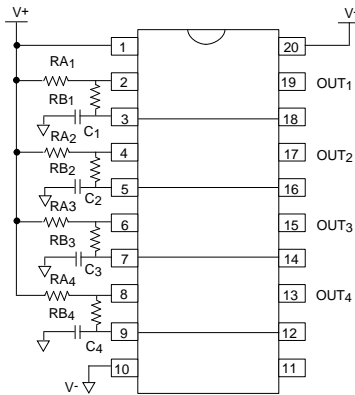 V+ V-
1 20
RA1
2 19 OUT1
RB1
3 18
C1
RA2
4 17 OUT2
RB2
5 16
C2
RA3
6 15 OUT3
RB3
7 14
C3
RA4
8 13 OUT4
RB4
9 12
C4
10 11
V-